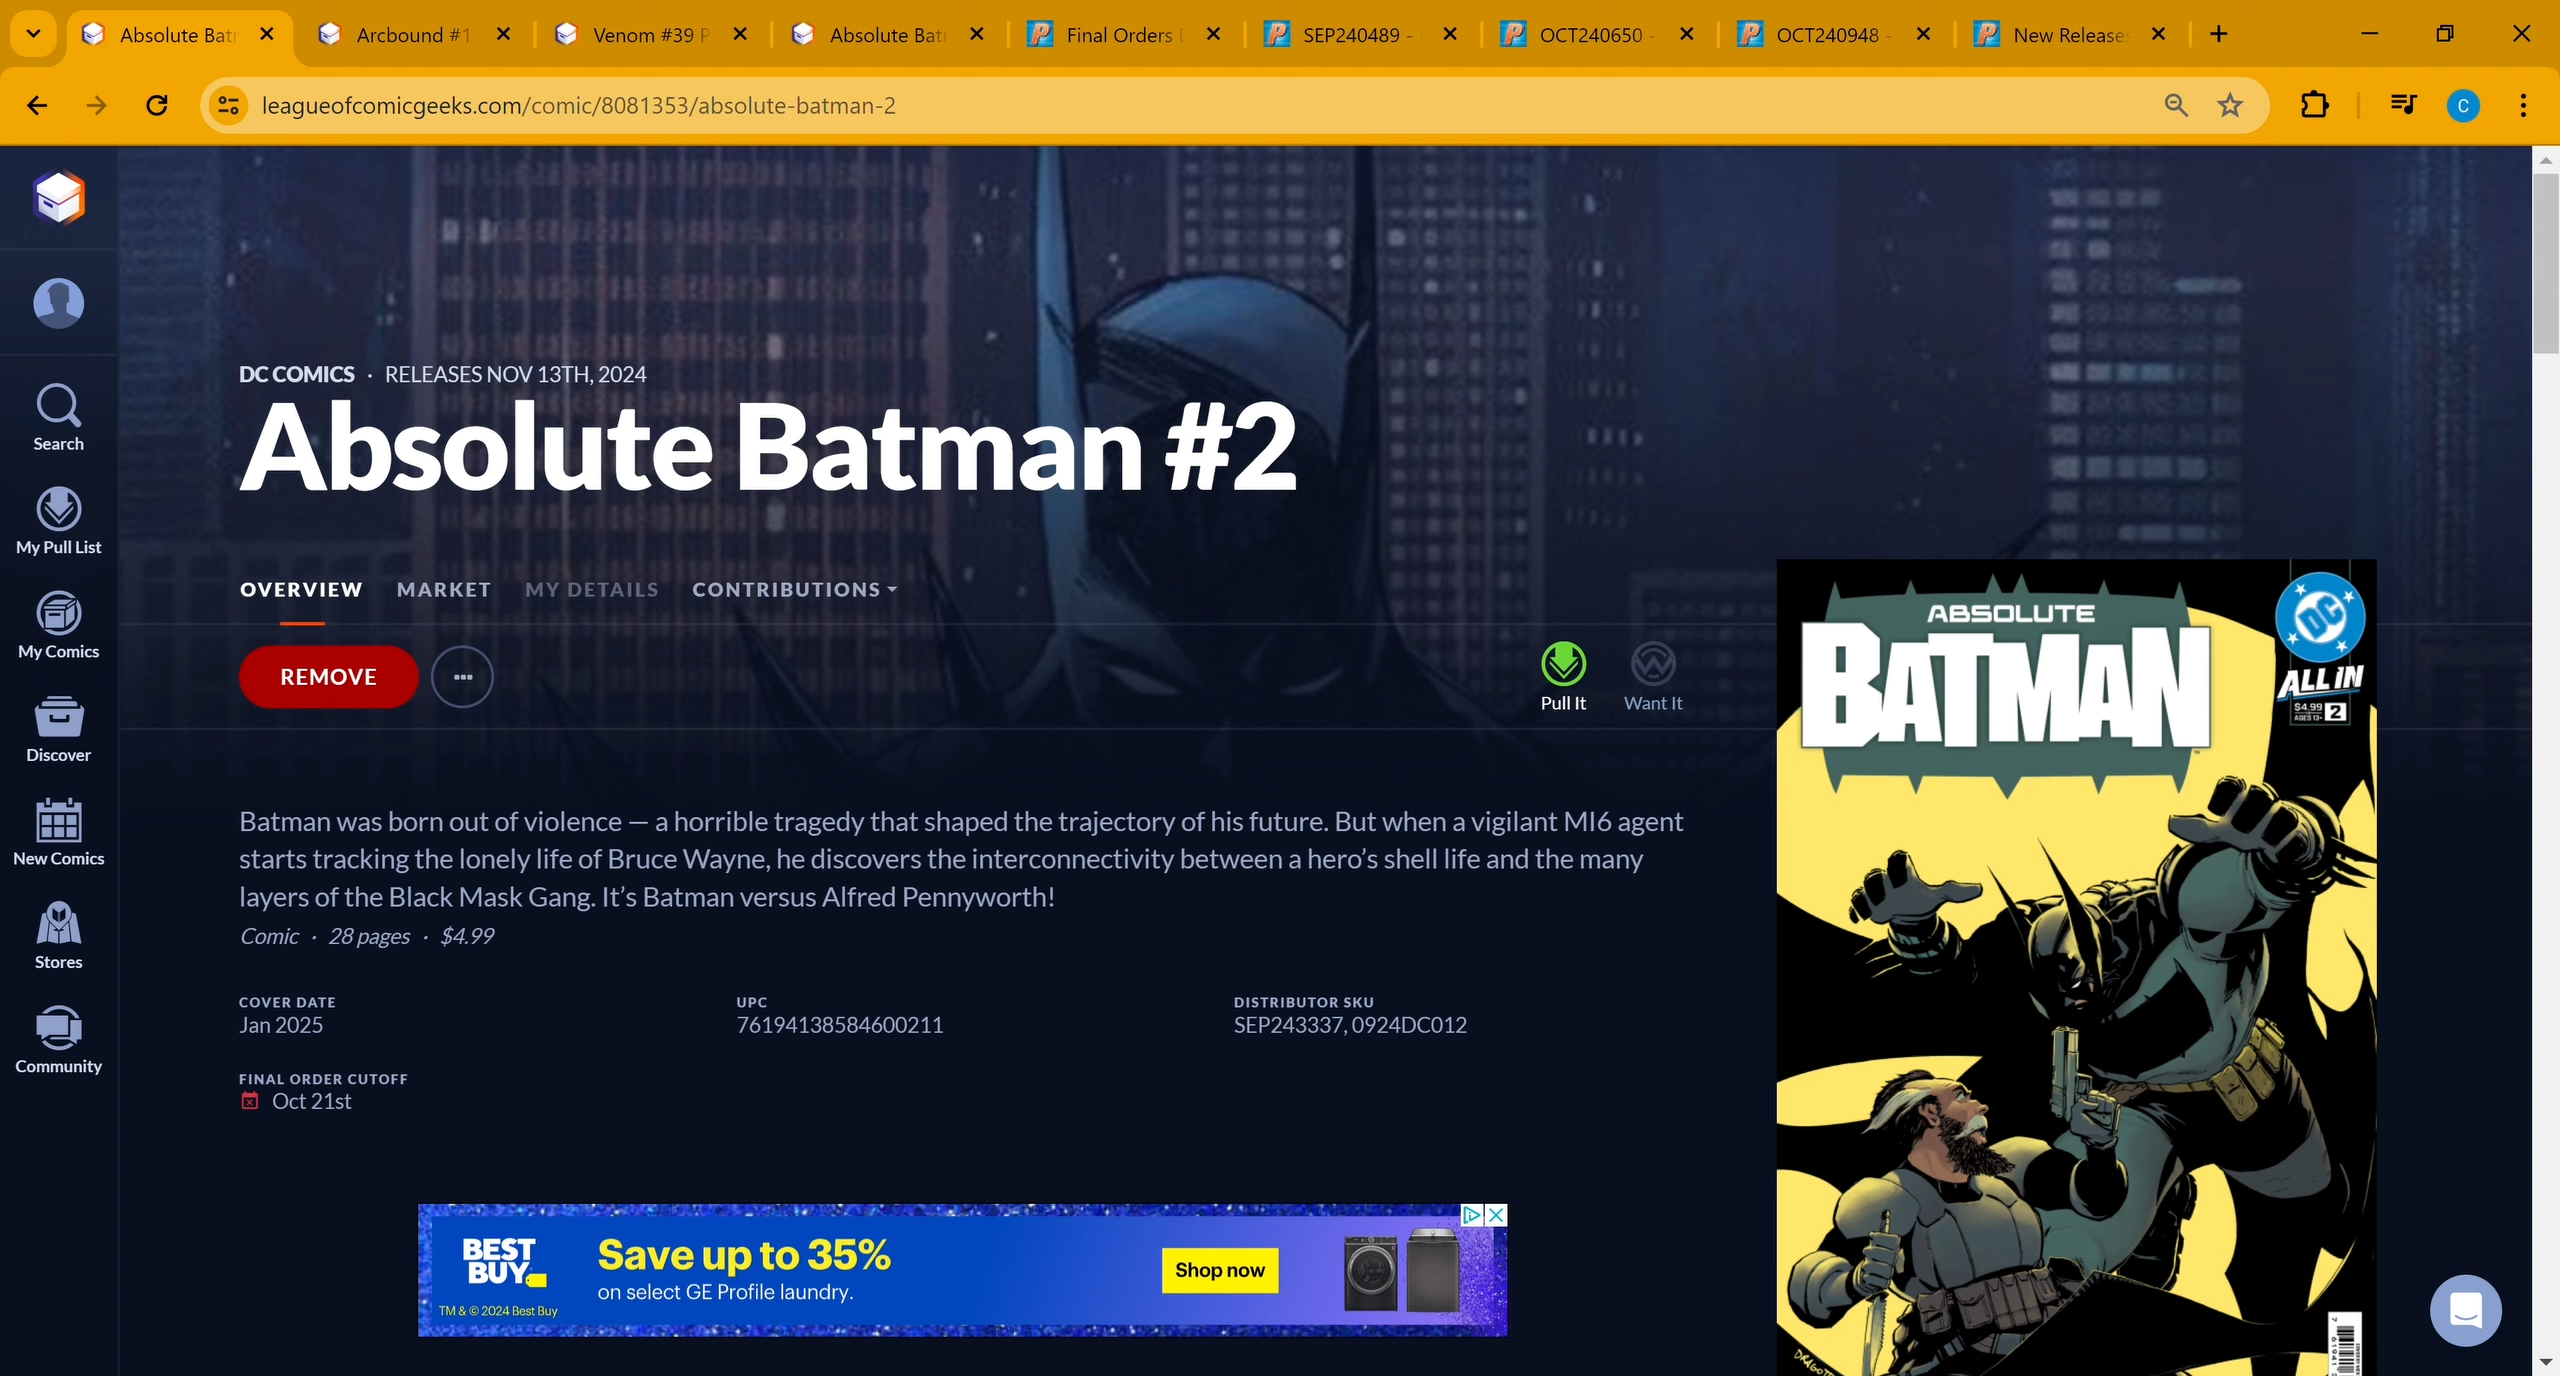 Absolute Bat
Arcbound #1
Venom #39 P
Absolute Bat
Final Orders
SEP240489 -
OCT240650 -
OCT240948 -
New Release
leagueofcomicgeeks.com/comic/8081353/absolute-batman-2
C
Search
My Pull List
My Comics
Discover
New Comics
Stores
Community
DC COMICS · RELEASES NOV 13TH, 2024
Absolute Batman #2
OVERVIEW
MARKET
MY DETAILS
CONTRIBUTIONS
REMOVE
Pull It
Want It
Batman was born out of violence — a horrible tragedy that shaped the trajectory of his future. But when a vigilant MI6 agent
starts tracking the lonely life of Bruce Wayne, he discovers the interconnectivity between a hero’s shell life and the many
layers of the Black Mask Gang. It’s Batman versus Alfred Pennyworth!
Comic · 28 pages · $4.99
COVER DATE
Jan 2025
UPC
76194138584600211
DISTRIBUTOR SKU
SEP243337, 0924DC012
FINAL ORDER CUTOFF
Oct 21st
ABSOLUTE
BATMAN
DC
ALL IN
$4.99
AGES 13+
2
BEST
BUY
TM & © 2024 Best Buy
Save up to 35%
on select GE Profile laundry.
Shop now